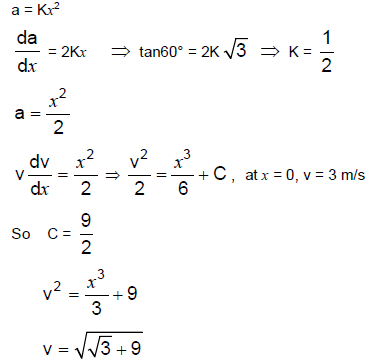 a = Kx²
da/dx = 2Kx ⇒ tan60° = 2K √3 ⇒ K = 1/2
a = x²/2
v dv/dx = x²/2 ⇒ v²/2 = x³/6 + C , at x = 0, v = 3 m/s
So C = 9/2
v² = x³/3 + 9
v = √(√3 + 9)